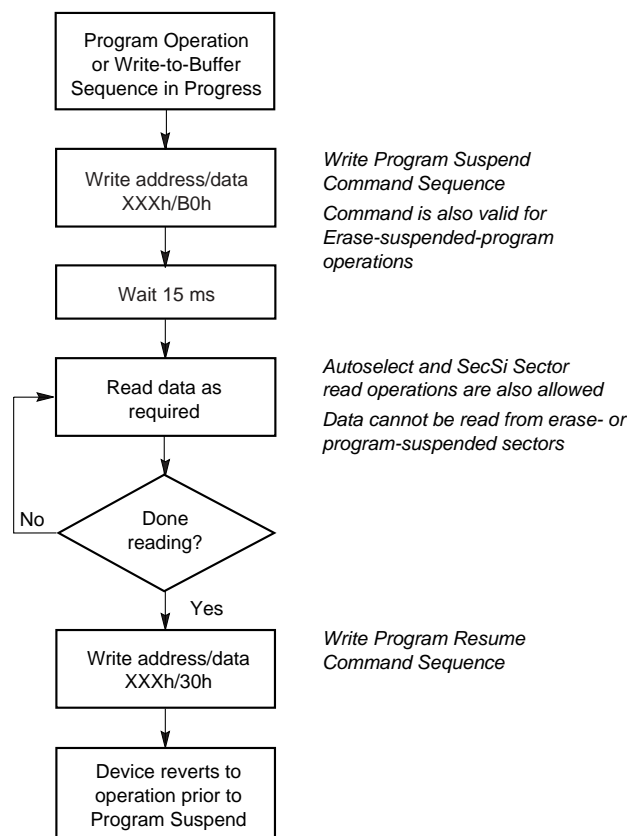 Program Operation
or Write-to-Buffer
Sequence in Progress
Write address/data
XXXh/B0h
Write Program Suspend
Command Sequence
Command is also valid for
Erase-suspended-program
operations
Wait 15 ms
Read data as
required
Autoselect and SecSi Sector
read operations are also allowed
Data cannot be read from erase- or
program-suspended sectors
No
Done
reading?
Yes
Write address/data
XXXh/30h
Write Program Resume
Command Sequence
Device reverts to
operation prior to
Program Suspend